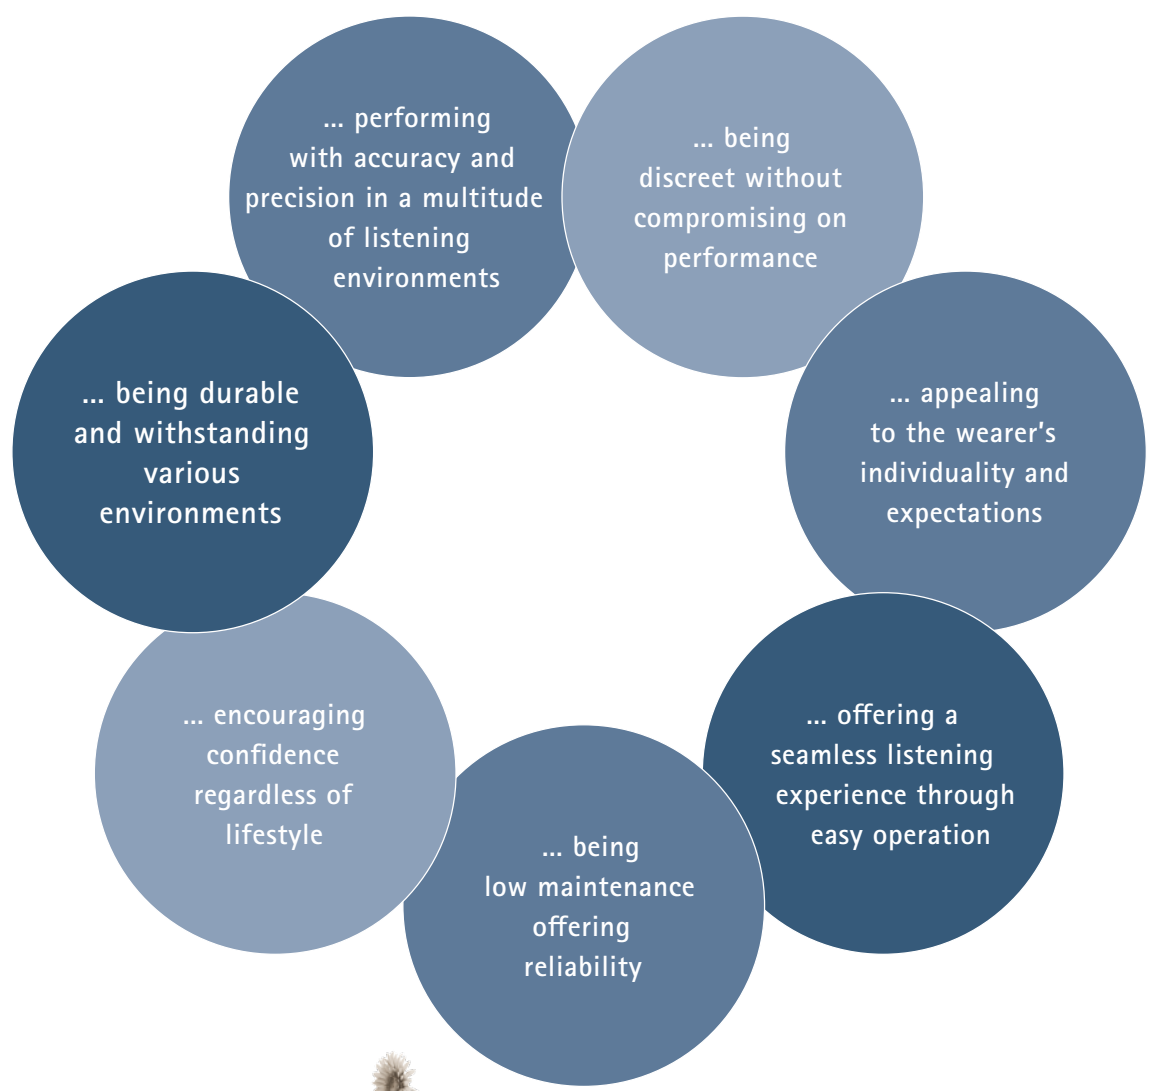 ... performing
with accuracy and
precision in a multitude
of listening
environments
... being
discreet without
compromising on
performance
... appealing
to the wearer's
individuality and
expectations
... offering a
seamless listening
experience through
easy operation
... being
low maintenance
offering
reliability
... encouraging
confidence
regardless of
lifestyle
... being durable
and withstanding
various
environments